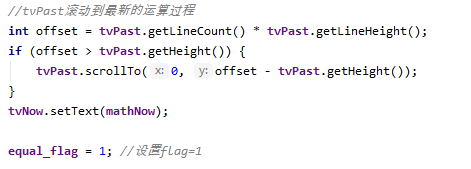 //tvPast滚动到最新的运算过程
int offset = tvPast.getLineCount() * tvPast.getLineHeight();
if (offset > tvPast.getHeight()) {
tvPast.scrollTo( x: 0, y: offset - tvPast.getHeight());
}
tvNow.setText(mathNow);
equal_flag = 1; //设置flag=1